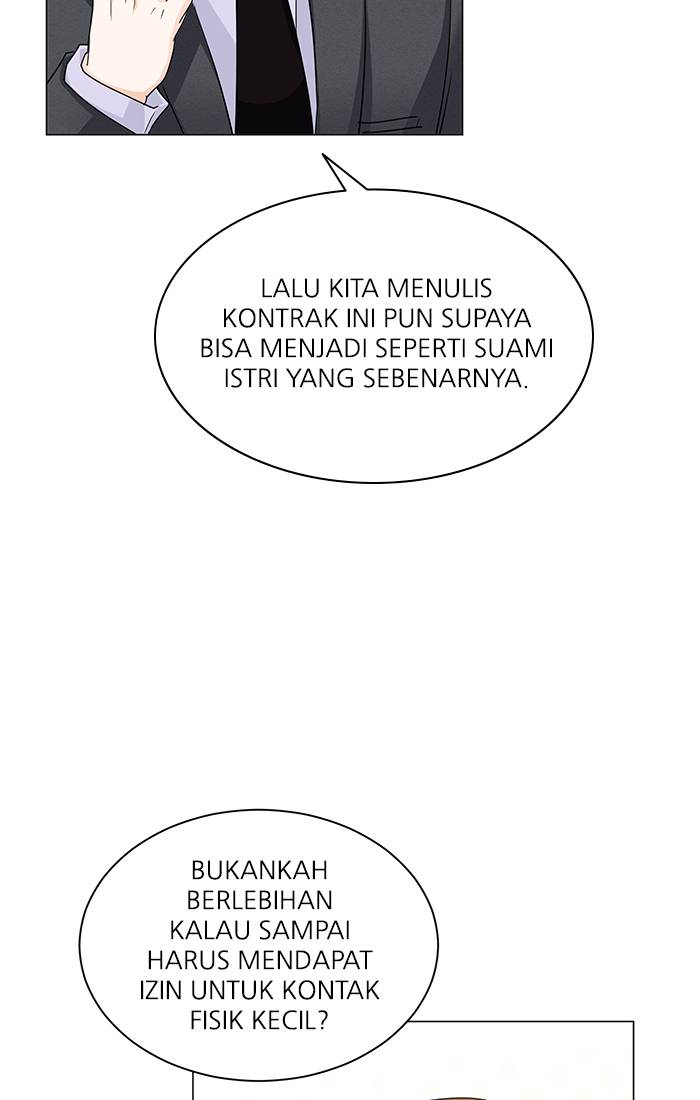 LALU KITA MENULIS
KONTRAK INI PUN SUPAYA
BISA MENJADI SEPERTI SUAMI
ISTRI YANG SEBENARNYA.
BUKANKAH
BERLEBIHAN
KALAU SAMPAI
HARUS MENDAPAT
IZIN UNTUK KONTAK
FISIK KECIL?